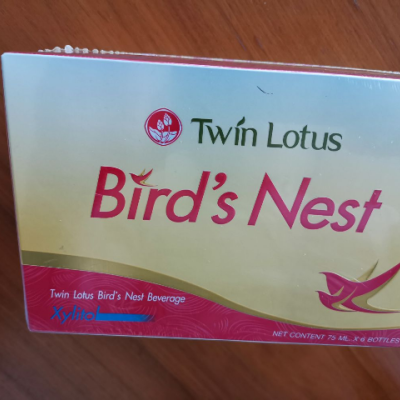 Twin Lotus
Bird's Nest
Twin Lotus Bird's Nest Beverage
Xylitol
NET CONTENT 75 ML. X 6 BOTTLES